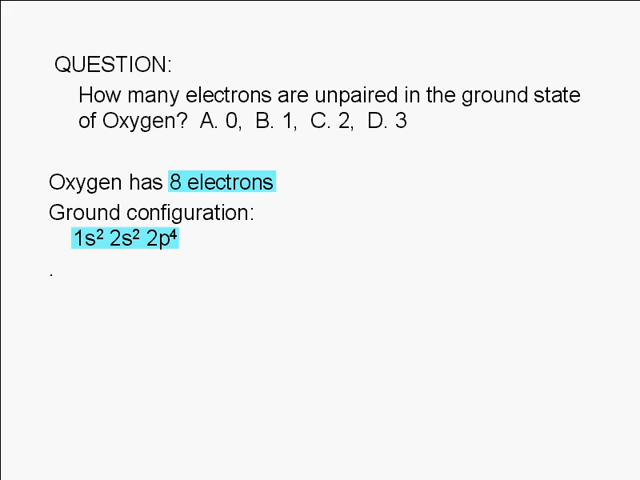 QUESTION:
How many electrons are unpaired in the ground state
of Oxygen? A. 0, B. 1, C. 2, D. 3
Oxygen has 8 electrons
Ground configuration:
1s² 2s² 2p⁴
.